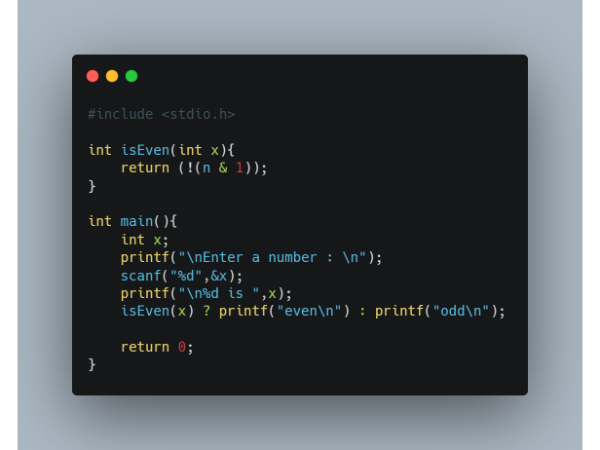 #include <stdio.h>
int isEven(int x){
return (!(n & 1));
}
int main(){
int x;
printf("\nEnter a number : \n");
scanf("%d",&x);
printf("\n%d is ",x);
isEven(x) ? printf("even\n") : printf("odd\n");
return 0;
}